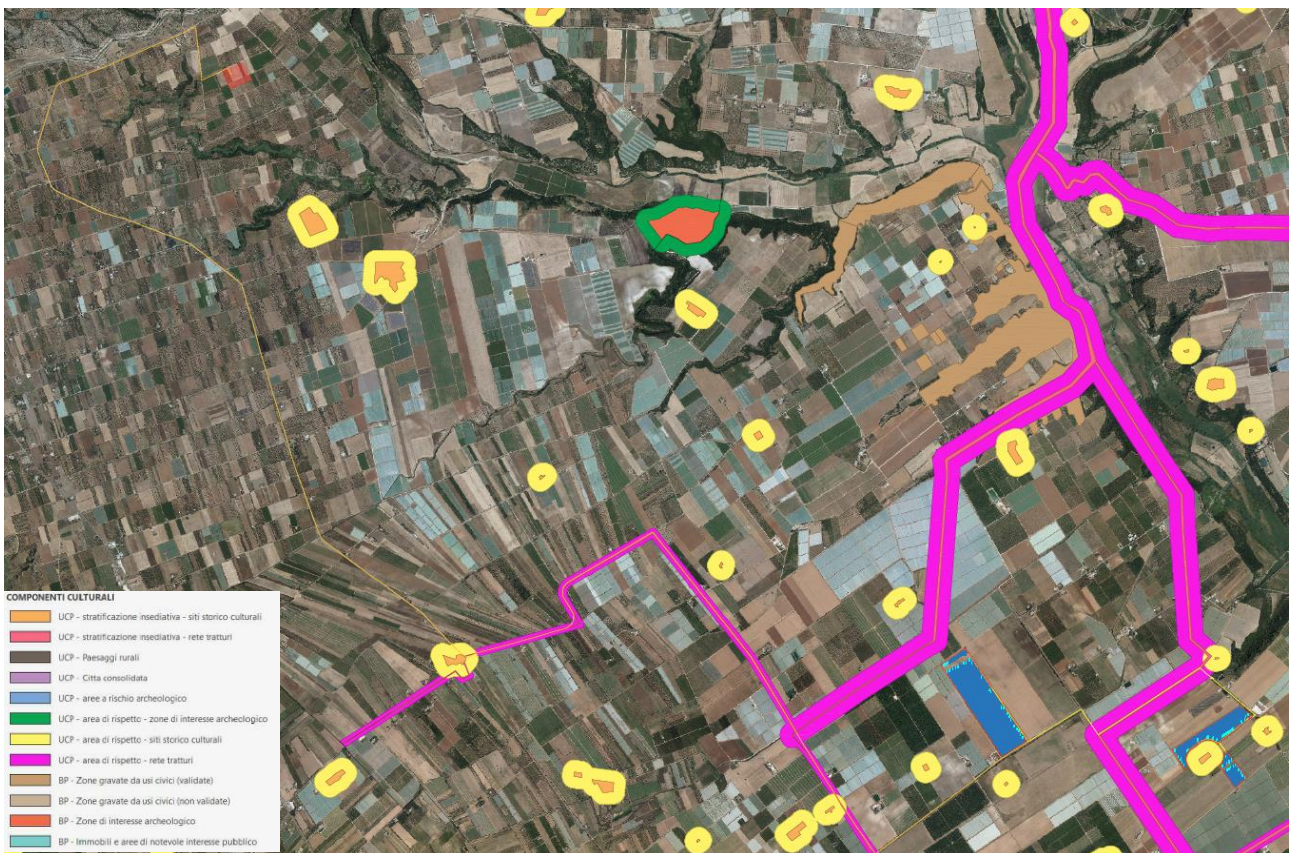 COMPONENTI CULTURALI
UCP - stratificazione insediativa - siti storico culturali
UCP - stratificazione insediativa - rete tratturi
UCP - Paesaggi rurali
UCP - Citta consolidata
UCP - aree a rischio archeologico
UCP - area di rispetto - zone di interesse archeologico
UCP - area di rispetto - siti storico culturali
UCP - area di rispetto - rete tratturi
BP - Zone gravate da usi civici (validate)
BP - Zone gravate da usi civici (non validate)
BP - Zone di interesse archeologico
BP - Immobili e aree di notevole interesse pubblico